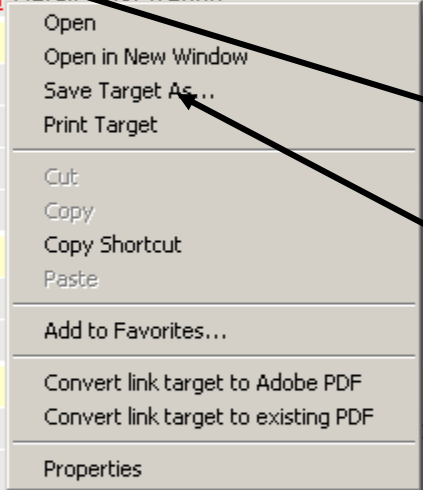 Open
Open in New Window
Save Target As...
Print Target
Cut
Copy
Copy Shortcut
Paste
Add to Favorites...
Convert link target to Adobe PDF
Convert link target to existing PDF
Properties